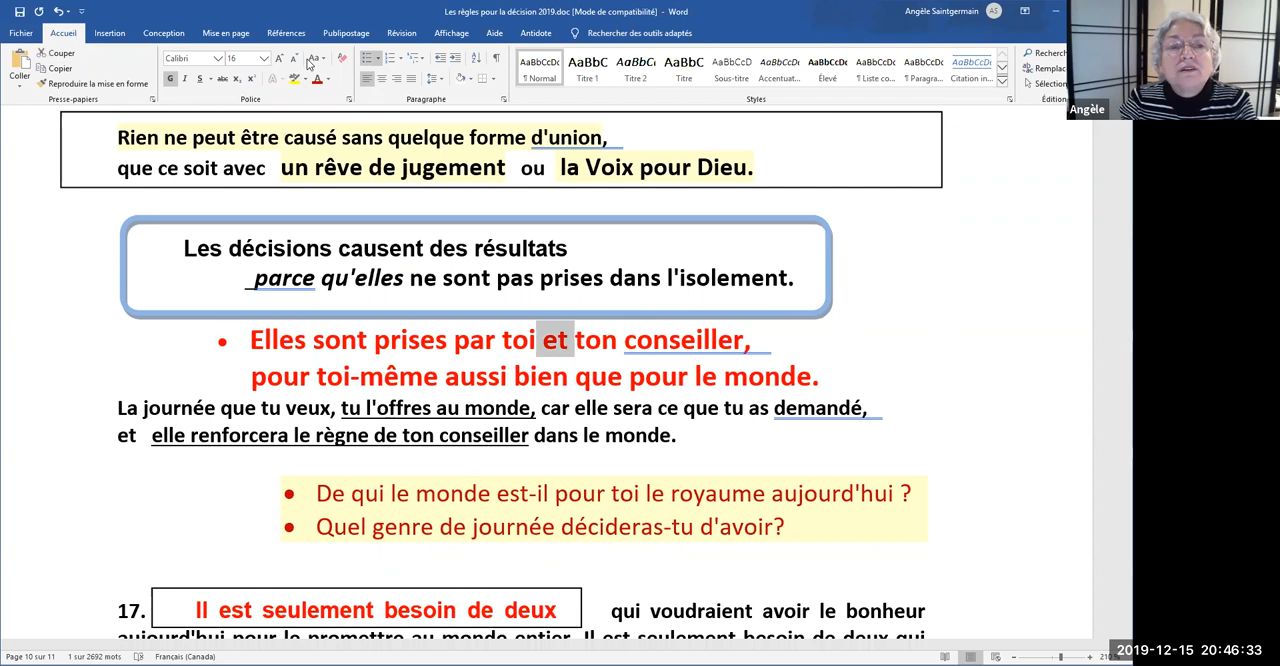 Les règles pour la décision 2019.doc [Mode de compatibilité] - Word
Angèle Saintgermain AS
Fichier Accueil Insertion Conception Mise en page Références Publipostage Révision Affichage Aide Antidote Rechercher des outils adaptés
Coller
Couper
Copier
Reproduire la mise en forme
Presse-papiers
Calibri 16
G I S abc X₂ X²
Police
Paragraphe
AaBbCcDc AaBbC AaBbCc AaBbC AaBbCcD AaBbCcDc AaBbCcDc AaBbCcDc AaBbCcDc AaBbCcDc
¶ Normal Titre 1 Titre 2 Titre Sous-titre Accentuat... Élevé ¶ Liste co... ¶ Paragra... Citation in...
Styles
Recherc
Remplac
Sélection
Édition
Angèle
Rien ne peut être causé sans quelque forme d'union,
que ce soit avec un rêve de jugement ou la Voix pour Dieu.
Les décisions causent des résultats
parce qu'elles ne sont pas prises dans l'isolement.
• Elles sont prises par toi et ton conseiller,
pour toi-même aussi bien que pour le monde.
La journée que tu veux, tu l'offres au monde, car elle sera ce que tu as demandé,
et elle renforcera le règne de ton conseiller dans le monde.
• De qui le monde est-il pour toi le royaume aujourd'hui ?
• Quel genre de journée décideras-tu d'avoir?
17. Il est seulement besoin de deux qui voudraient avoir le bonheur
aujourd'hui pour le promettre au monde entier. Il est seulement besoin de deux qui
Page 10 sur 11 1 sur 2692 mots Français (Canada)
2019-12-15 20:46:33